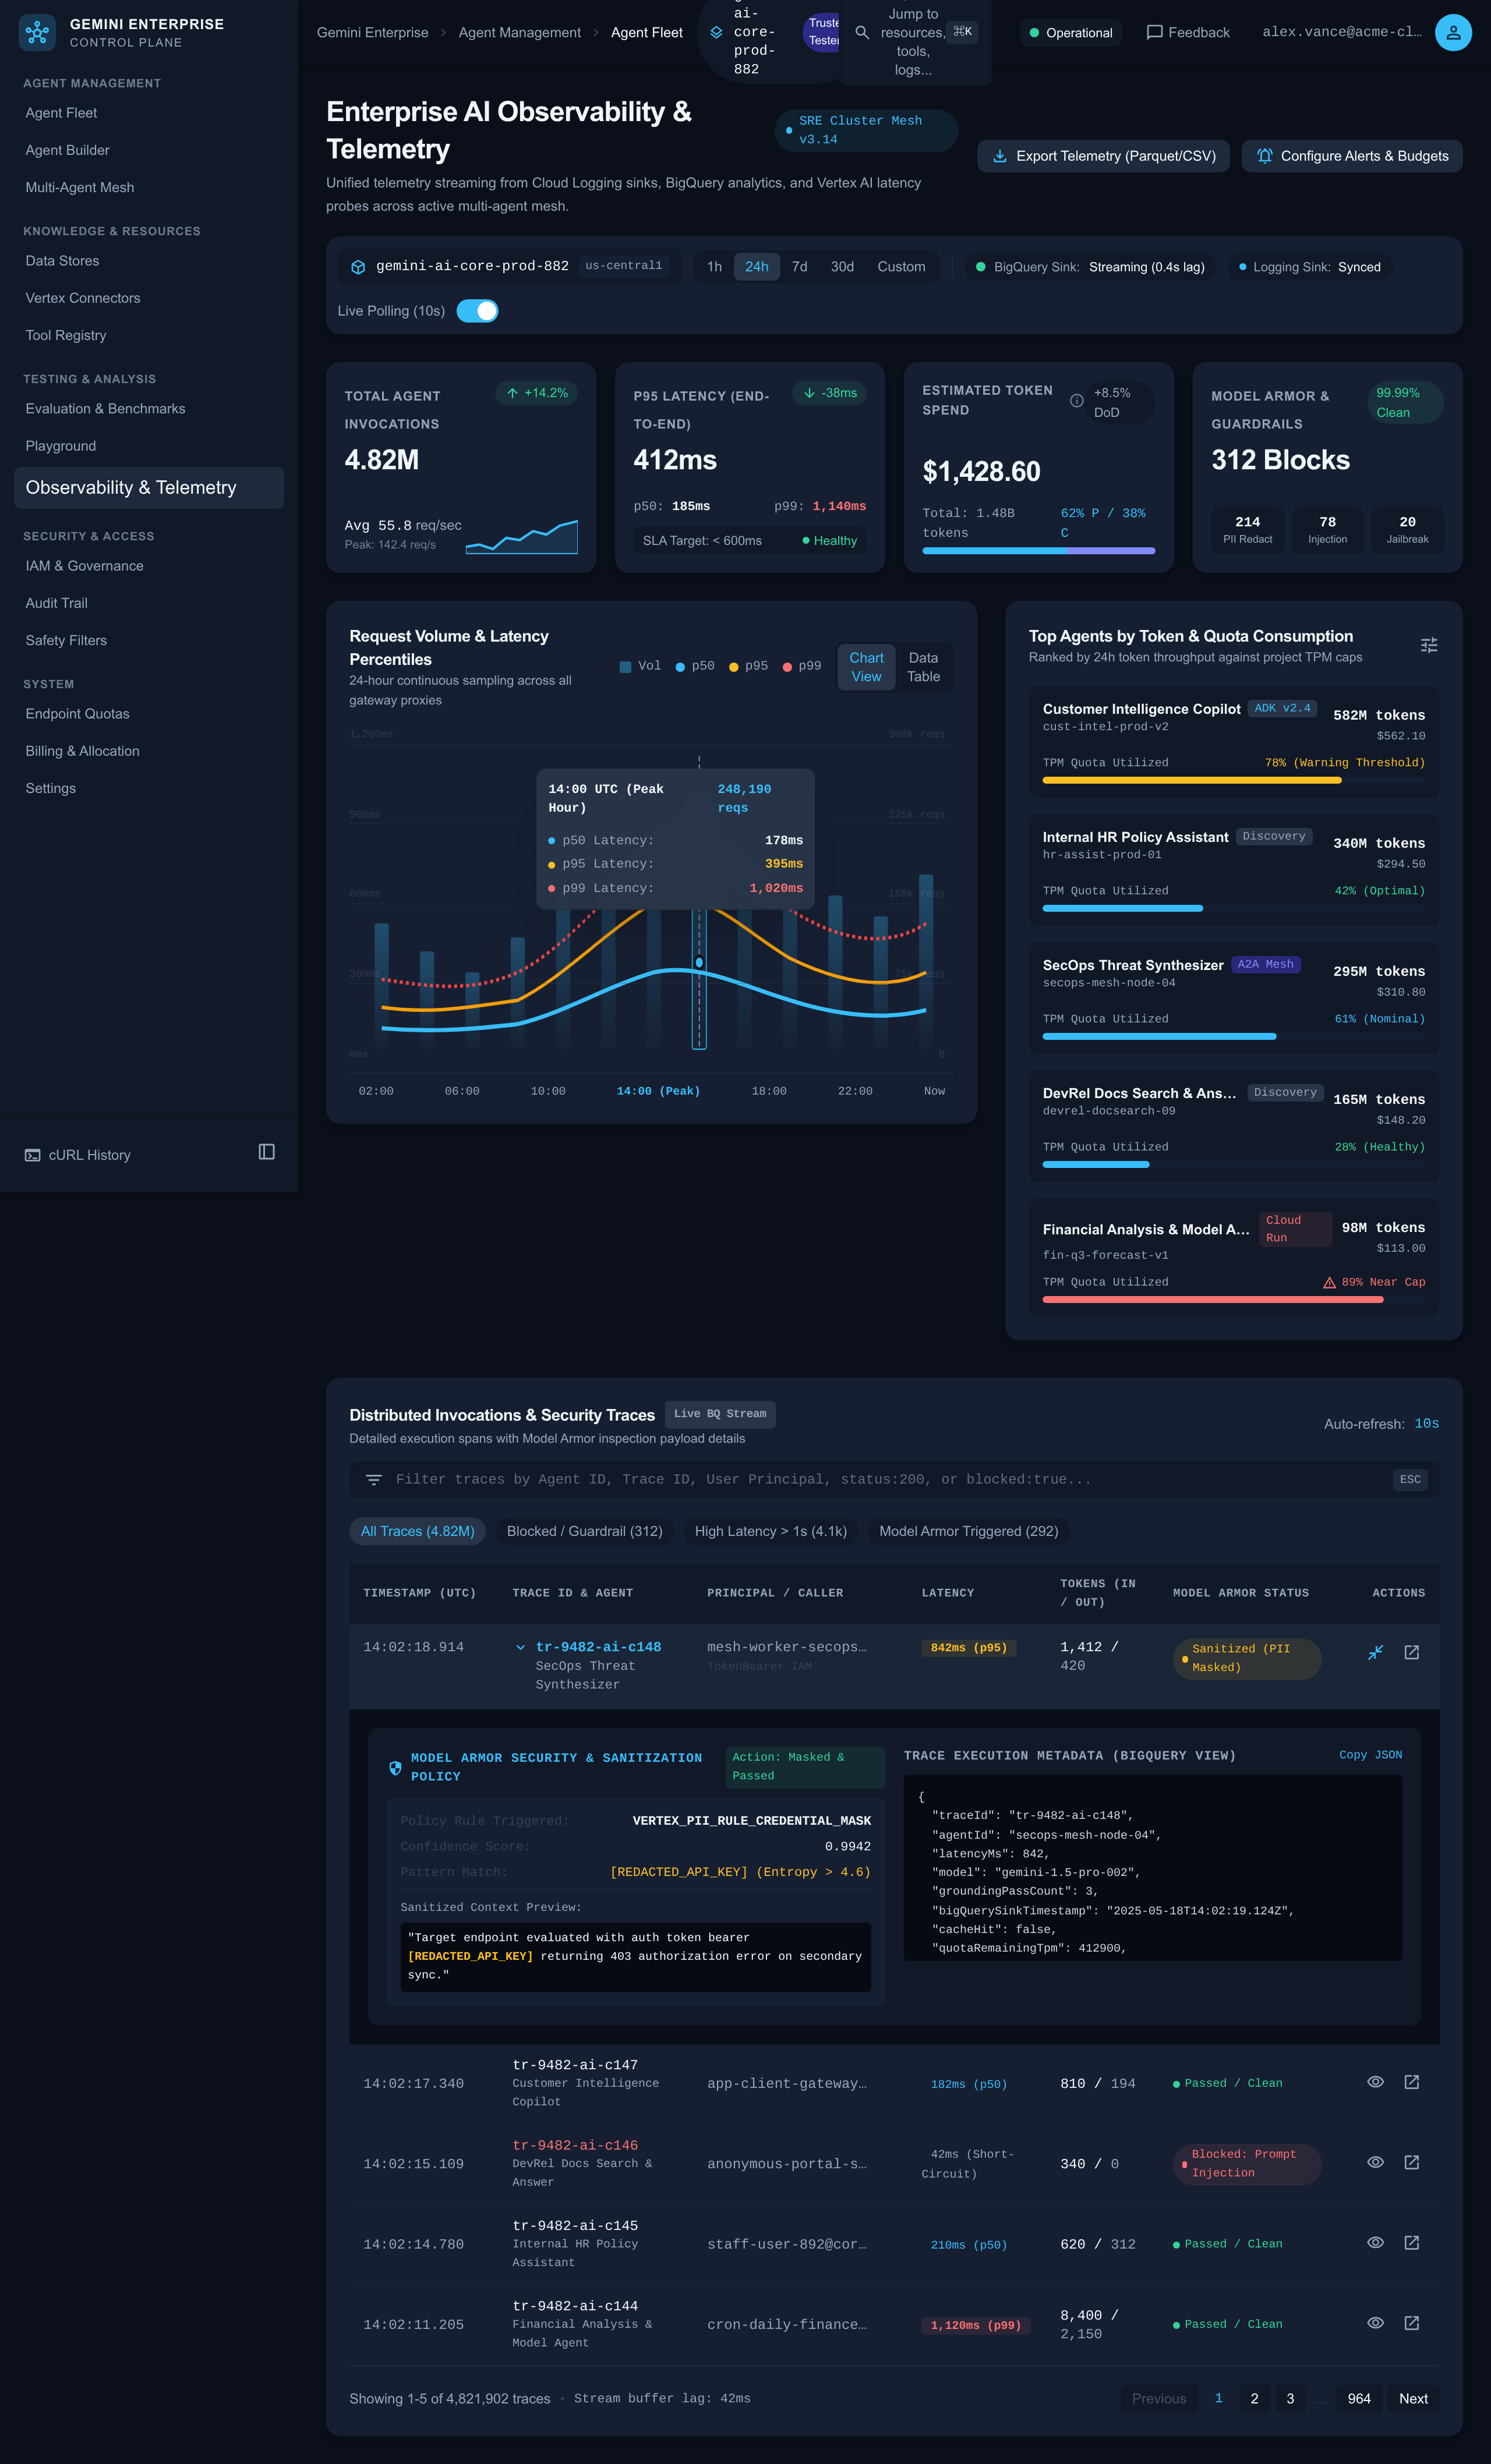 GEMINI ENTERPRISE
CONTROL PLANE
AGENT MANAGEMENT
Agent Fleet
Agent Builder
Multi-Agent Mesh
KNOWLEDGE & RESOURCES
Data Stores
Vertex Connectors
Tool Registry
TESTING & ANALYSIS
Evaluation & Benchmarks
Playground
Observability & Telemetry
SECURITY & ACCESS
IAM & Governance
Audit Trail
Safety Filters
SYSTEM
Endpoint Quotas
Billing & Allocation
Settings
cURL History
Gemini Enterprise
Agent Management
Agent Fleet
ai-
core-
prod-
882
Truste
Tester
Jump to
resources,
tools,
logs...
⌘K
Operational
Feedback
alex.vance@acme-cl…
Enterprise AI Observability &
Telemetry
SRE Cluster Mesh
v3.14
Unified telemetry streaming from Cloud Logging sinks, BigQuery analytics, and Vertex AI latency
probes across active multi-agent mesh.
Export Telemetry (Parquet/CSV)
Configure Alerts & Budgets
gemini-ai-core-prod-882
us-central1
1h
24h
7d
30d
Custom
BigQuery Sink: Streaming (0.4s lag)
Logging Sink: Synced
Live Polling (10s)
TOTAL AGENT
INVOCATIONS
+14.2%
4.82M
Avg 55.8 req/sec
Peak: 142.4 req/s
P95 LATENCY (END-
TO-END)
-38ms
412ms
p50: 185ms
p99: 1,140ms
SLA Target: < 600ms
Healthy
ESTIMATED TOKEN
SPEND
+8.5%
DoD
$1,428.60
Total: 1.48B
tokens
62% P / 38%
C
MODEL ARMOR &
GUARDRAILS
99.99%
Clean
312 Blocks
214
PII Redact
78
Injection
20
Jailbreak
Request Volume & Latency
Percentiles
24-hour continuous sampling across all
gateway proxies
Vol
p50
p95
p99
Chart
View
Data
Table
1,200ms
300k reqs
900ms
225k reqs
600ms
150k reqs
300ms
75k reqs
0ms
0
14:00 UTC (Peak
Hour)
248,190
reqs
p50 Latency: 178ms
p95 Latency: 395ms
p99 Latency: 1,020ms
02:00
06:00
10:00
14:00 (Peak)
18:00
22:00
Now
Top Agents by Token & Quota Consumption
Ranked by 24h token throughput against project TPM caps
Customer Intelligence Copilot
ADK v2.4
582M tokens
cust-intel-prod-v2
$562.10
TPM Quota Utilized
78% (Warning Threshold)
Internal HR Policy Assistant
Discovery
340M tokens
hr-assist-prod-01
$294.50
TPM Quota Utilized
42% (Optimal)
SecOps Threat Synthesizer
A2A Mesh
295M tokens
secops-mesh-node-04
$310.80
TPM Quota Utilized
61% (Nominal)
DevRel Docs Search & Ans…
Discovery
165M tokens
devrel-docsearch-09
$148.20
TPM Quota Utilized
28% (Healthy)
Financial Analysis & Model A…
Cloud
Run
98M tokens
fin-q3-forecast-v1
$113.00
TPM Quota Utilized
89% Near Cap
Distributed Invocations & Security Traces
Live BQ Stream
Detailed execution spans with Model Armor inspection payload details
Auto-refresh: 10s
Filter traces by Agent ID, Trace ID, User Principal, status:200, or blocked:true...
ESC
All Traces (4.82M)
Blocked / Guardrail (312)
High Latency > 1s (4.1k)
Model Armor Triggered (292)
TIMESTAMP (UTC)
TRACE ID & AGENT
PRINCIPAL / CALLER
LATENCY
TOKENS (IN
/ OUT)
MODEL ARMOR STATUS
ACTIONS
14:02:18.914
tr-9482-ai-c148
SecOps Threat
Synthesizer
mesh-worker-secops…
TokenBearer IAM
842ms (p95)
1,412 /
420
Sanitized (PII
Masked)
MODEL ARMOR SECURITY & SANITIZATION
POLICY
Action: Masked &
Passed
Policy Rule Triggered: VERTEX_PII_RULE_CREDENTIAL_MASK
Confidence Score: 0.9942
Pattern Match: [REDACTED_API_KEY] (Entropy > 4.6)
Sanitized Context Preview:
"Target endpoint evaluated with auth token bearer
[REDACTED_API_KEY] returning 403 authorization error on secondary
sync."
TRACE EXECUTION METADATA (BIGQUERY VIEW)
Copy JSON
{
"traceId": "tr-9482-ai-c148",
"agentId": "secops-mesh-node-04",
"latencyMs": 842,
"model": "gemini-1.5-pro-002",
"groundingPassCount": 3,
"bigQuerySinkTimestamp": "2025-05-18T14:02:19.124Z",
"cacheHit": false,
"quotaRemainingTpm": 412900,
14:02:17.340
tr-9482-ai-c147
Customer Intelligence
Copilot
app-client-gateway…
182ms (p50)
810 / 194
Passed / Clean
14:02:15.109
tr-9482-ai-c146
DevRel Docs Search &
Answer
anonymous-portal-s…
42ms (Short-
Circuit)
340 / 0
Blocked: Prompt
Injection
14:02:14.780
tr-9482-ai-c145
Internal HR Policy
Assistant
staff-user-892@cor…
210ms (p50)
620 / 312
Passed / Clean
14:02:11.205
tr-9482-ai-c144
Financial Analysis &
Model Agent
cron-daily-finance…
1,120ms (p99)
8,400 /
2,150
Passed / Clean
Showing 1-5 of 4,821,902 traces • Stream buffer lag: 42ms
Previous
1
2
3
...
964
Next